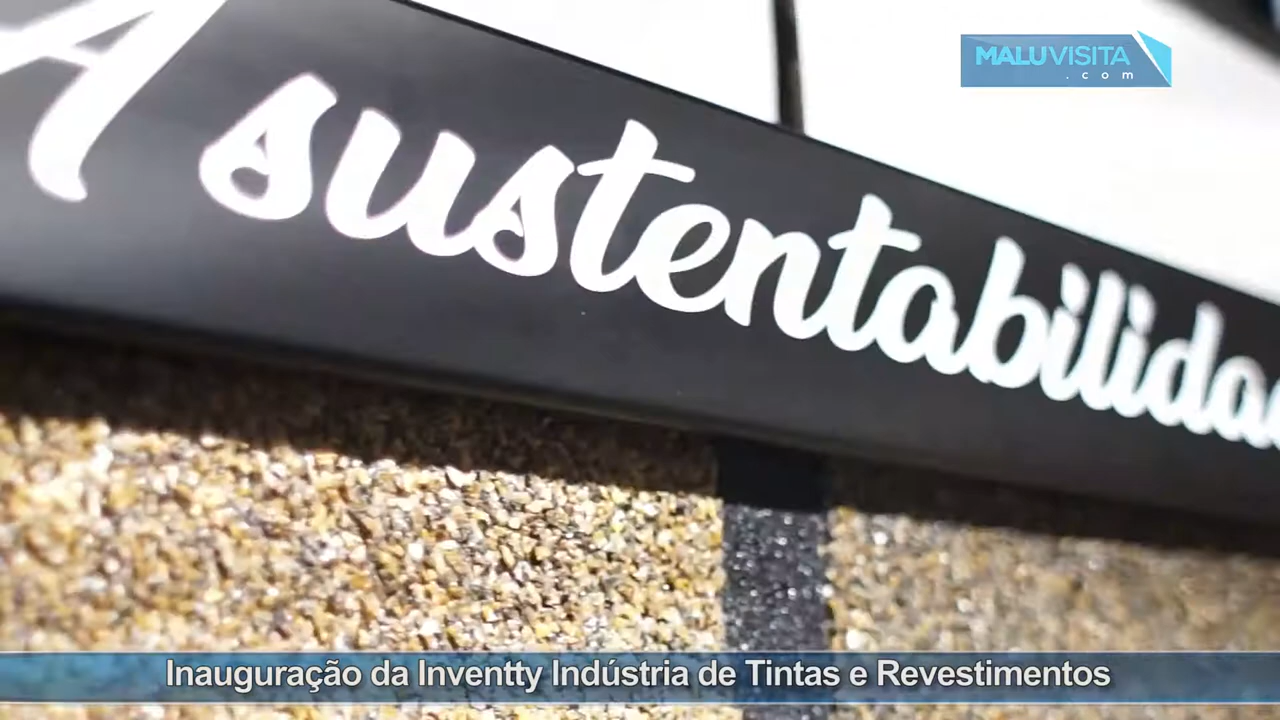 MALUVISITA
.com
A sustentabilida
Inauguração da Inventty Indústria de Tintas e Revestimentos